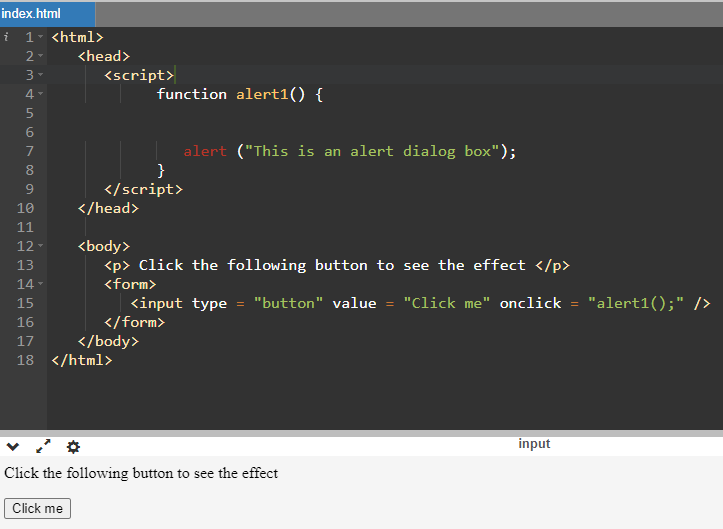 index.html
i 1 <html>
2 <head>
3 <script>
4 function alert1() {
5
6
7 alert ("This is an alert dialog box");
8 }
9 </script>
10 </head>
11
12 <body>
13 <p> Click the following button to see the effect </p>
14 <form>
15 <input type = "button" value = "Click me" onclick = "alert1();" />
16 </form>
17 </body>
18 </html>
input
Click the following button to see the effect
Click me